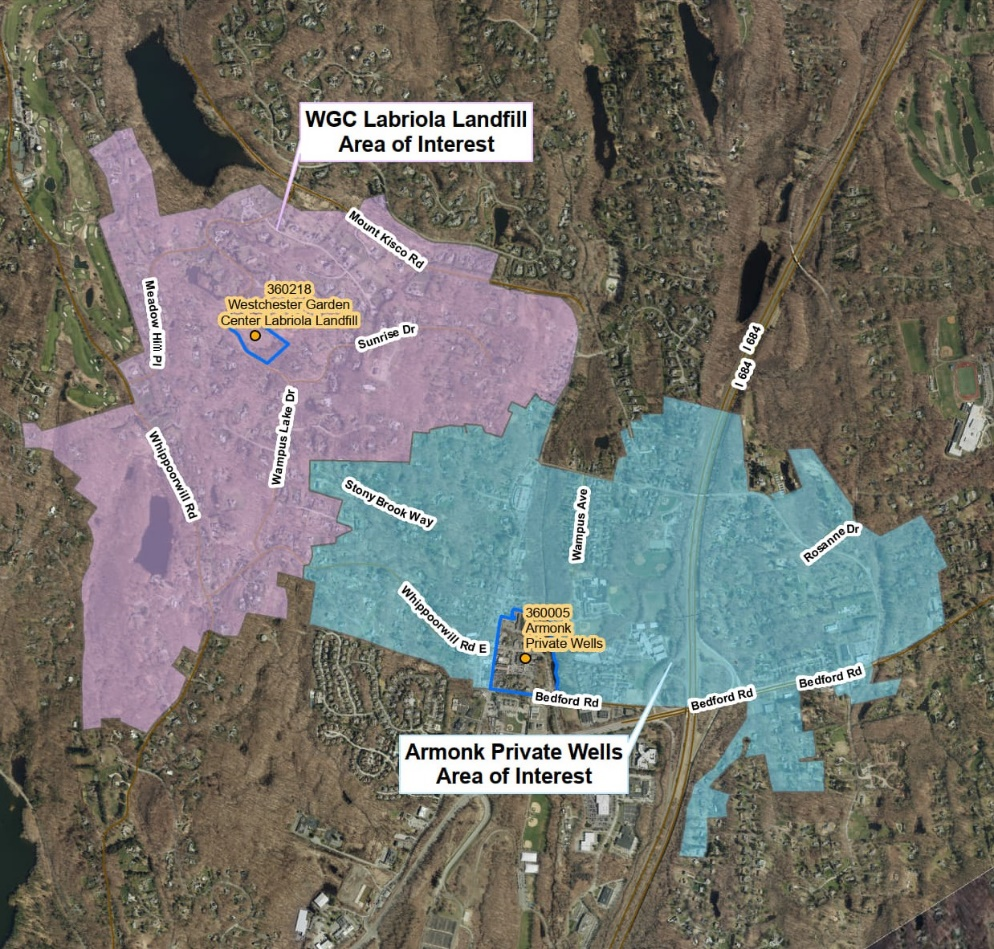 WGC Labriola Landfill
Area of Interest
Mount Kisco Rd
360218
Westchester Garden
Center Labriola Landfill
Meadow Hill Pl
Sunrise Dr
I 684
I 684
Wampus Lake Dr
Whippoorwill Rd
Stony Brook Way
Wampus Ave
Rosanne Dr
Whippoorwill Rd E
360005
Armonk
Private Wells
Bedford Rd
Bedford Rd
Bedford Rd
Armonk Private Wells
Area of Interest